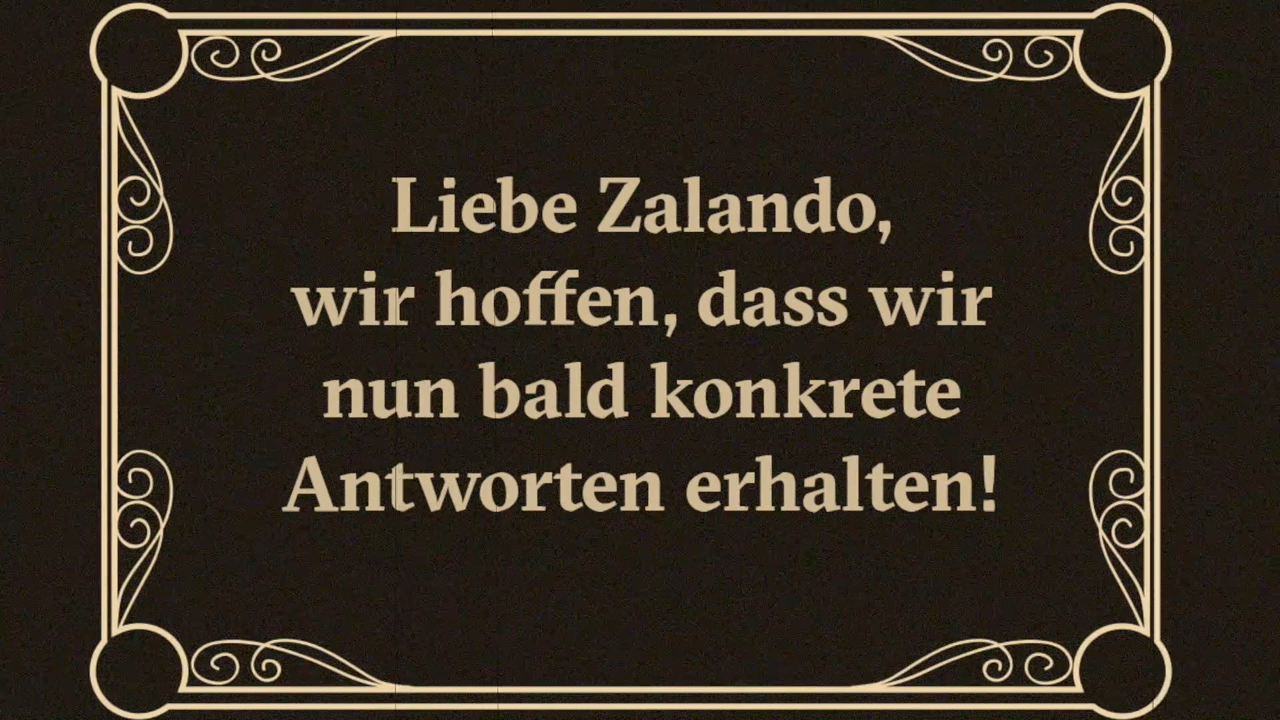 Liebe Zalando,
wir hoffen, dass wir
nun bald konkrete
Antworten erhalten!